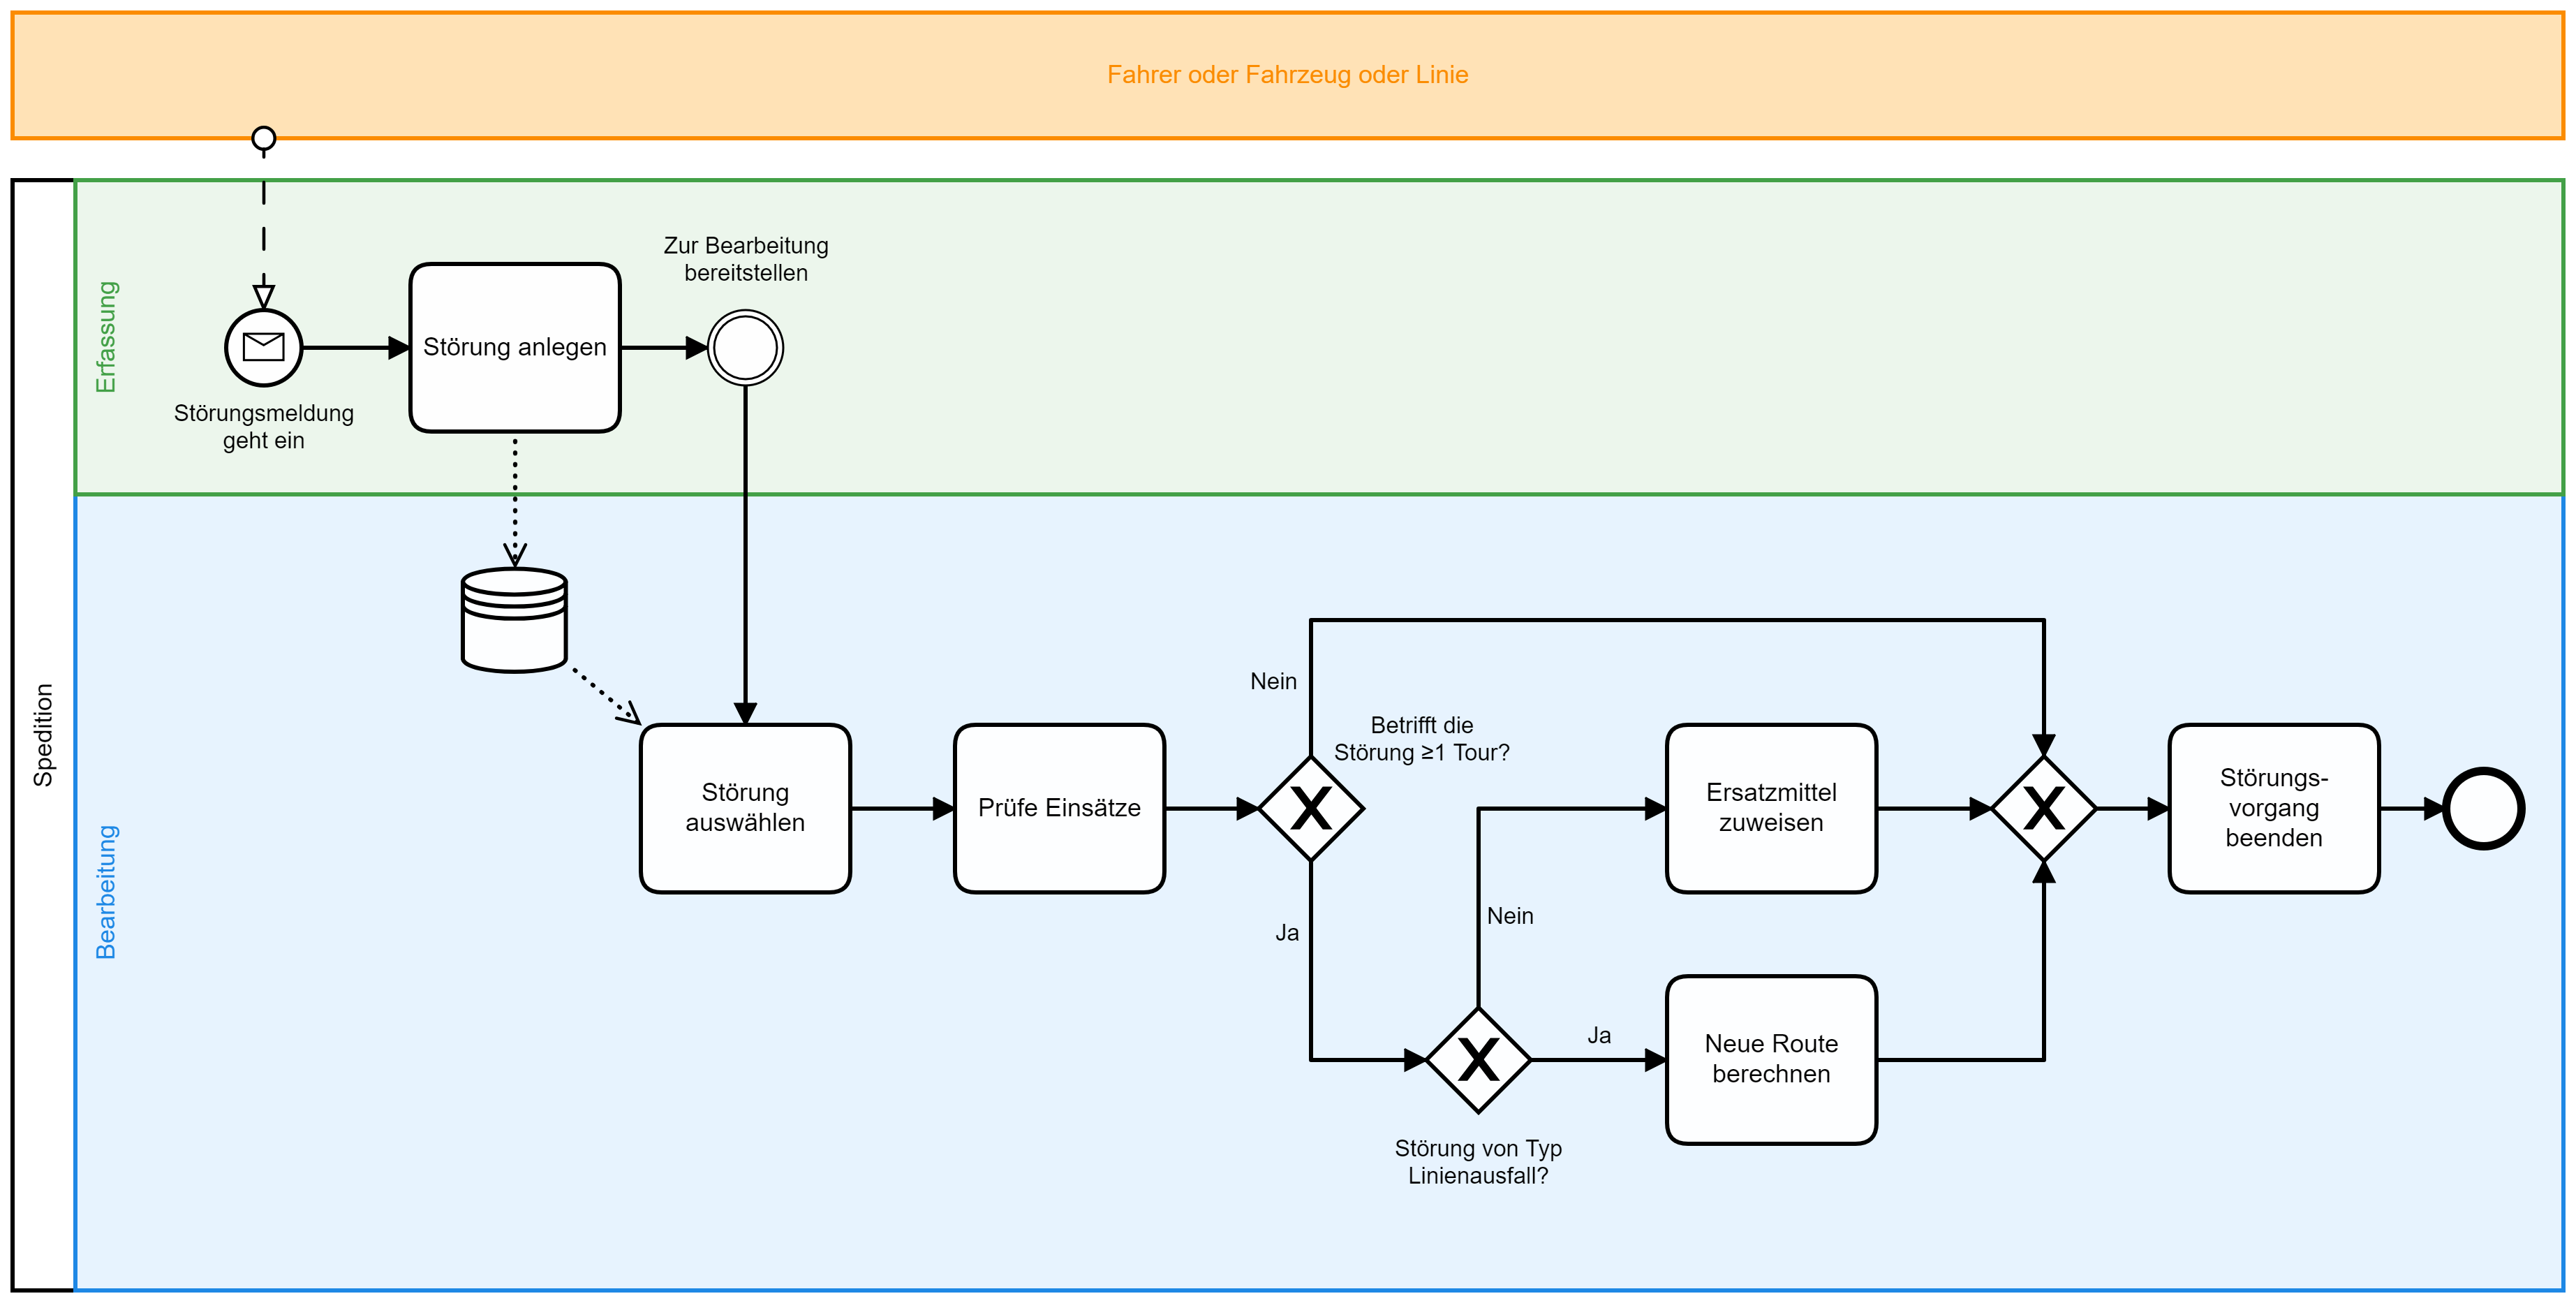 Fahrer oder Fahrzeug oder Linie
Spedition
Erfassung
Störungsmeldung
geht ein
Störung anlegen
Zur Bearbeitung
bereitstellen
Bearbeitung
Störung
auswählen
Prüfe Einsätze
Betrifft die
Störung ≥1 Tour?
Nein
Ja
Störung von Typ
Linienausfall?
Nein
Ja
Ersatzmittel
zuweisen
Neue Route
berechnen
Störungs-
vorgang
beenden